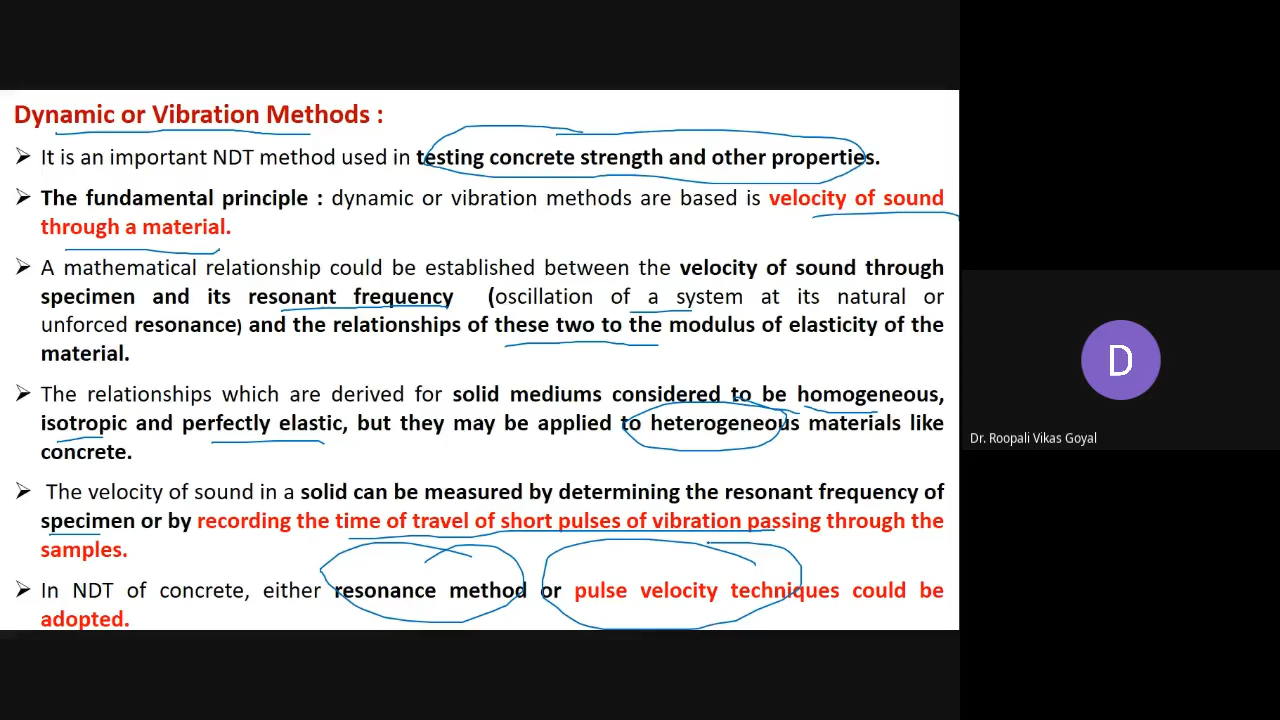 Dynamic or Vibration Methods :
➢ It is an important NDT method used in testing concrete strength and other properties.
➢ The fundamental principle : dynamic or vibration methods are based is velocity of sound
through a material.
➢ A mathematical relationship could be established between the velocity of sound through
specimen and its resonant frequency (oscillation of a system at its natural or
unforced resonance) and the relationships of these two to the modulus of elasticity of the
material.
➢ The relationships which are derived for solid mediums considered to be homogeneous,
isotropic and perfectly elastic, but they may be applied to heterogeneous materials like
concrete.
➢ The velocity of sound in a solid can be measured by determining the resonant frequency of
specimen or by recording the time of travel of short pulses of vibration passing through the
samples.
➢ In NDT of concrete, either resonance method or pulse velocity techniques could be
adopted.
D
Dr. Roopali Vikas Goyal